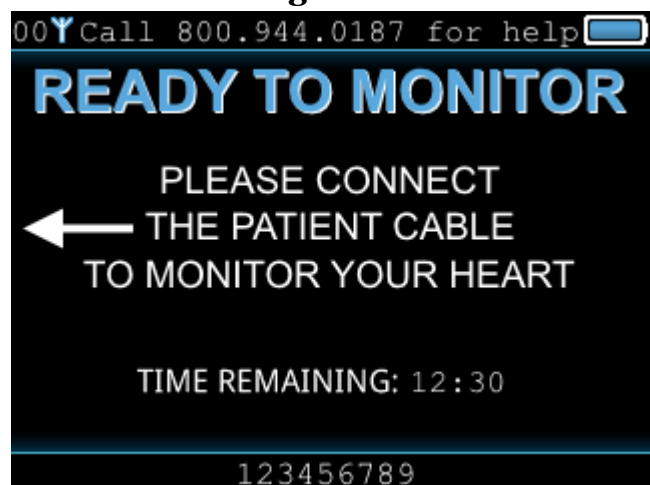 00 Call 800.944.0187 for help
READY TO MONITOR
PLEASE CONNECT
THE PATIENT CABLE
TO MONITOR YOUR HEART
TIME REMAINING: 12:30
123456789